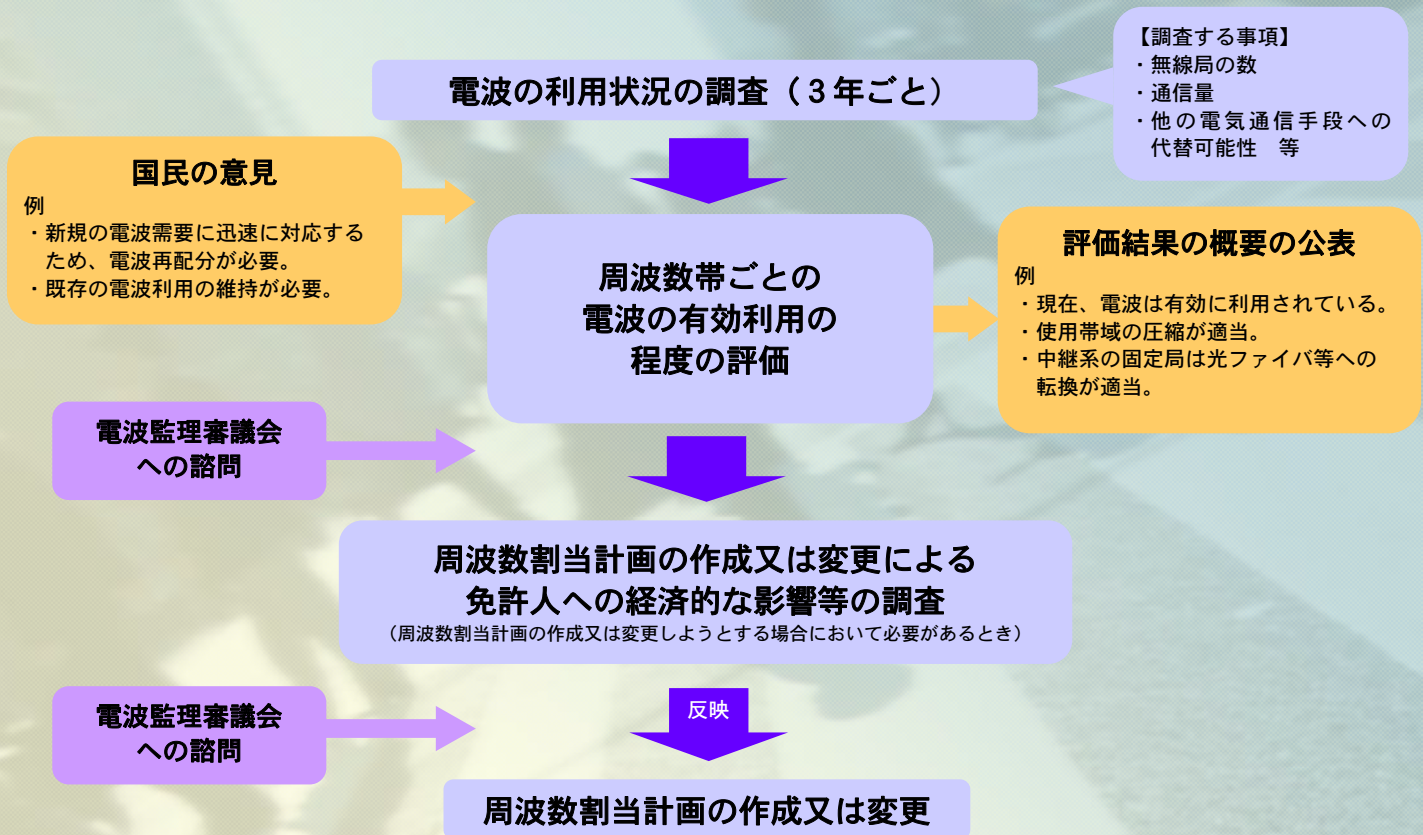 電波の利用状況の調査(3年ごと)
【調査する事項】
・無線局の数
・通信量
・他の電気通信手段への
代替可能性 等
国民の意見
例
・新規の電波需要に迅速に対応する
ため、電波再配分が必要。
・既存の電波利用の維持が必要。
周波数帯ごとの
電波の有効利用の
程度の評価
評価結果の概要の公表
例
・現在、電波は有効に利用されている。
・使用帯域の圧縮が適当。
・中継系の固定局は光ファイバ等への
転換が適当。
電波監理審議会
への諮問
周波数割当計画の作成又は変更による
免許人への経済的な影響等の調査
(周波数割当計画の作成又は変更しようとする場合において必要があるとき)
電波監理審議会
への諮問
反映
周波数割当計画の作成又は変更